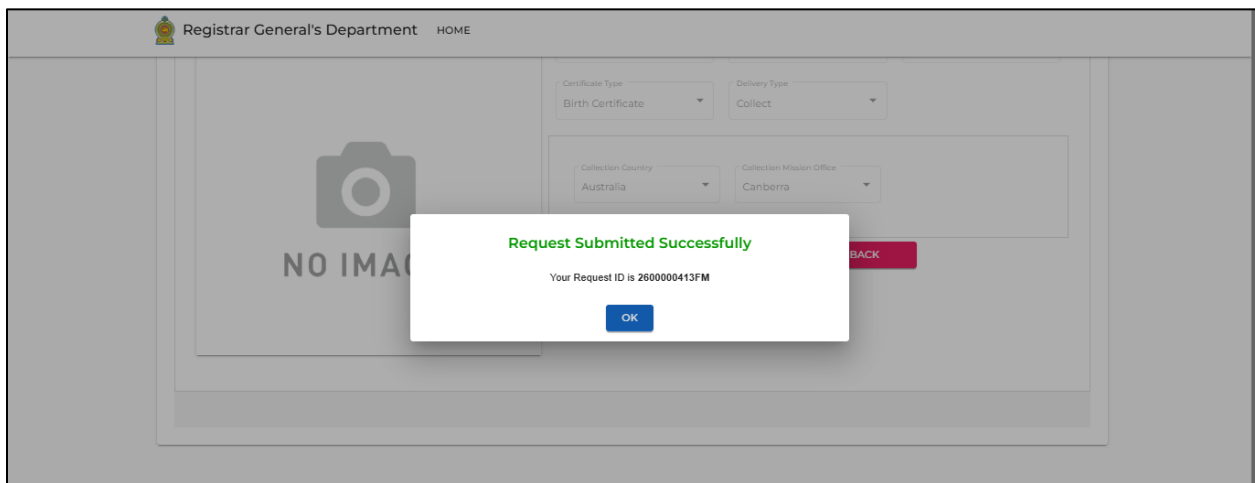 Registrar General's Department HOME
Certificate Type
Birth Certificate
Delivery Type
Collect
Collection Country
Australia
Collection Mission Office
Canberra
NO IMA
Request Submitted Successfully
Your Request ID is 2600000413FM
OK
BACK